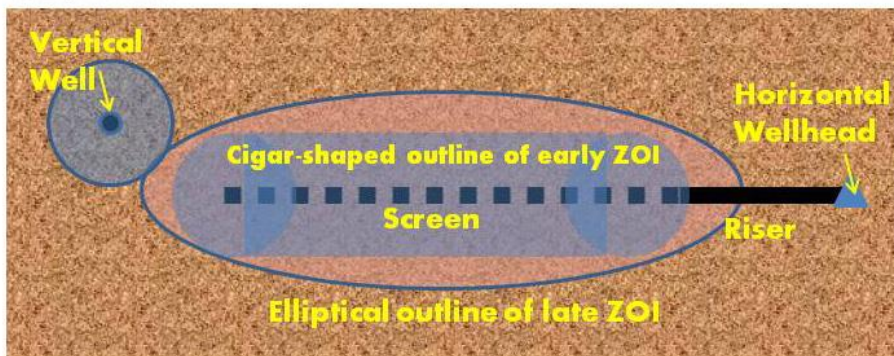 Vertical
Well
Horizontal
Wellhead
Cigar-shaped outline of early ZOI
Screen
Riser
Elliptical outline of late ZOI